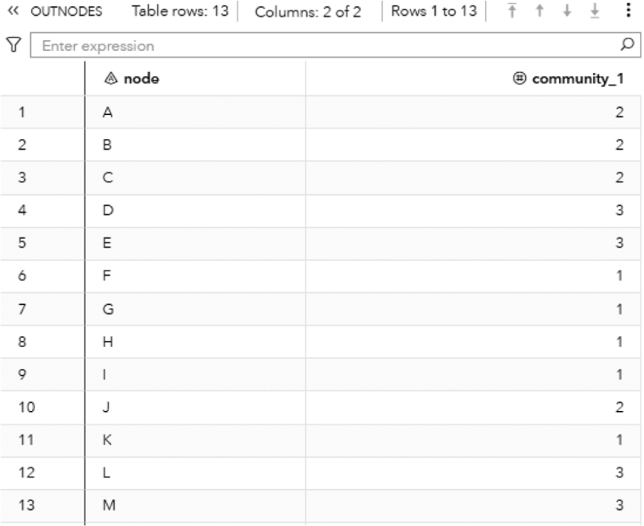 OUTNODES Table rows: 13 Columns: 2 of 2 Rows 1 to 13
Enter expression
node community_1
1 A 2
2 B 2
3 C 2
4 D 3
5 E 3
6 F 1
7 G 1
8 H 1
9 I 1
10 J 2
11 K 1
12 L 3
13 M 3